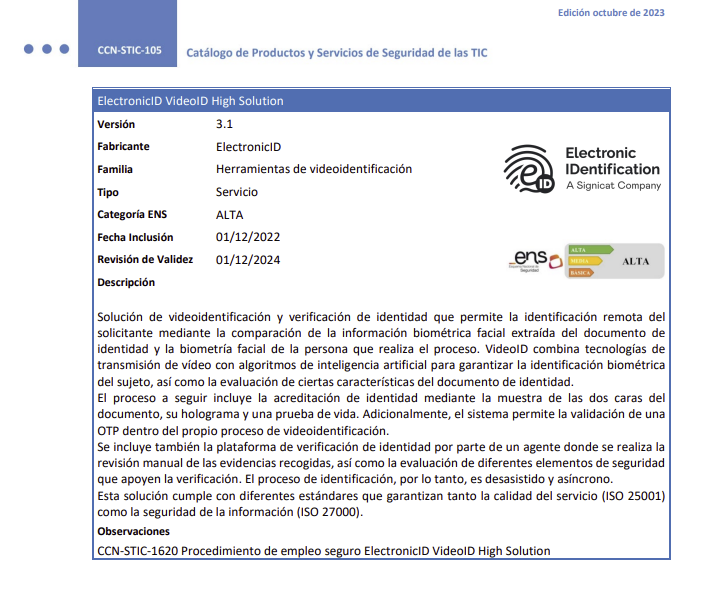 Edición octubre de 2023
CCN-STIC-105
Catálogo de Productos y Servicios de Seguridad de las TIC
ElectronicID VideoID High Solution
Versión 3.1
Fabricante ElectronicID
Familia Herramientas de videoidentificación
Tipo Servicio
Categoría ENS ALTA
Fecha Inclusión 01/12/2022
Revisión de Validez 01/12/2024
Descripción
Electronic
IDentification
A Signicat Company
ID
ens
ALTA
MEDIA
BÁSICA
ALTA
Solución de videoidentificación y verificación de identidad que permite la identificación remota del
solicitante mediante la comparación de la información biométrica facial extraída del documento de
identidad y la biometría facial de la persona que realiza el proceso. VideoID combina tecnologías de
transmisión de vídeo con algoritmos de inteligencia artificial para garantizar la identificación biométrica
del sujeto, así como la evaluación de ciertas características del documento de identidad.
El proceso a seguir incluye la acreditación de identidad mediante la muestra de las dos caras del
documento, su holograma y una prueba de vida. Adicionalmente, el sistema permite la validación de una
OTP dentro del propio proceso de videoidentificación.
Se incluye también la plataforma de verificación de identidad por parte de un agente donde se realiza la
revisión manual de las evidencias recogidas, así como la evaluación de diferentes elementos de seguridad
que apoyen la verificación. El proceso de identificación, por lo tanto, es desasistido y asíncrono.
Esta solución cumple con diferentes estándares que garantizan tanto la calidad del servicio (ISO 25001)
como la seguridad de la información (ISO 27000).
Observaciones
CCN-STIC-1620 Procedimiento de empleo seguro ElectronicID VideoID High Solution